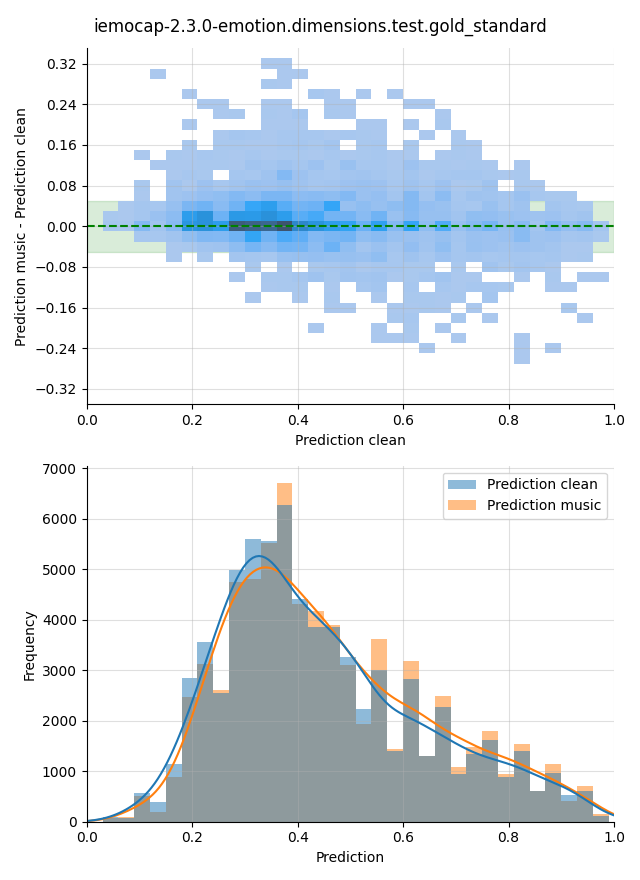 iemocap-2.3.0-emotion.dimensions.test.gold_standard
Prediction music - Prediction clean
0.32
0.24
0.16
0.08
0.00
−0.08
−0.16
−0.24
−0.32
0.0 0.2 0.4 0.6 0.8 1.0
Prediction clean
Frequency
7000
6000
5000
4000
3000
2000
1000
0
Prediction clean
Prediction music
0.0 0.2 0.4 0.6 0.8 1.0
Prediction